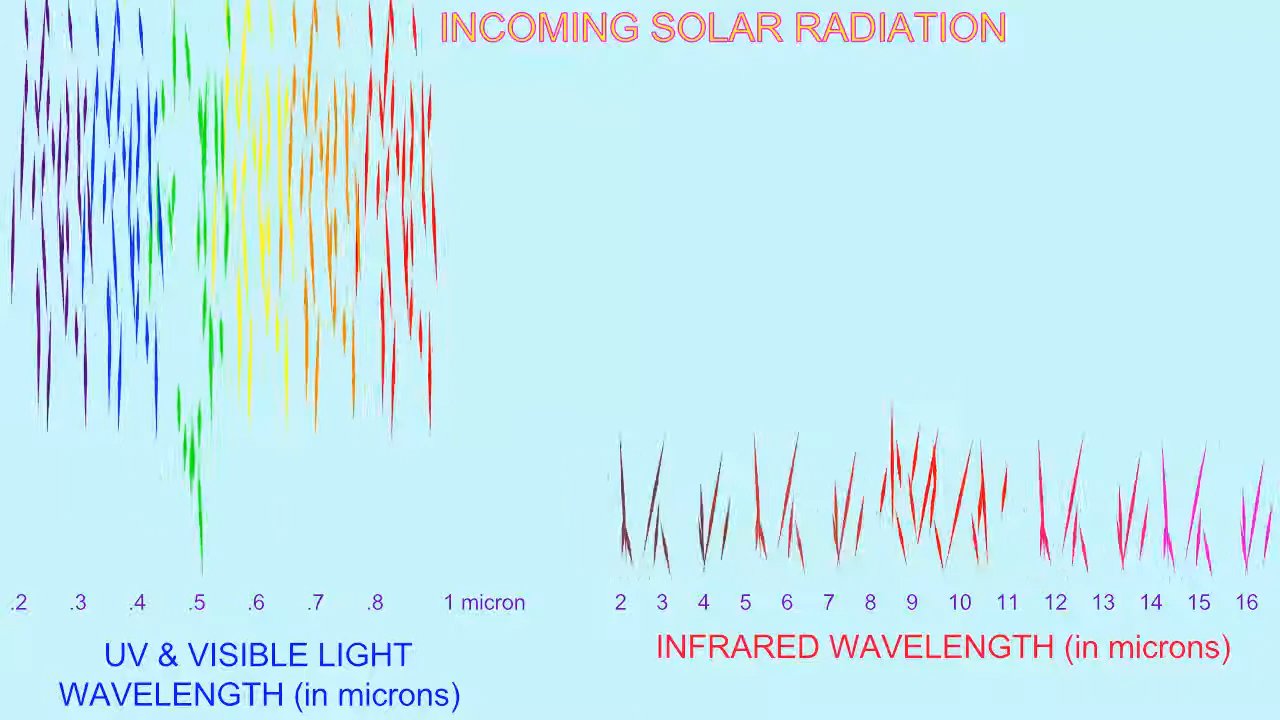 INCOMING SOLAR RADIATION
.2 .3 .4 .5 .6 .7 .8 1 micron
2 3 4 5 6 7 8 9 10 11 12 13 14 15 16
UV & VISIBLE LIGHT
WAVELENGTH (in microns)
INFRARED WAVELENGTH (in microns)